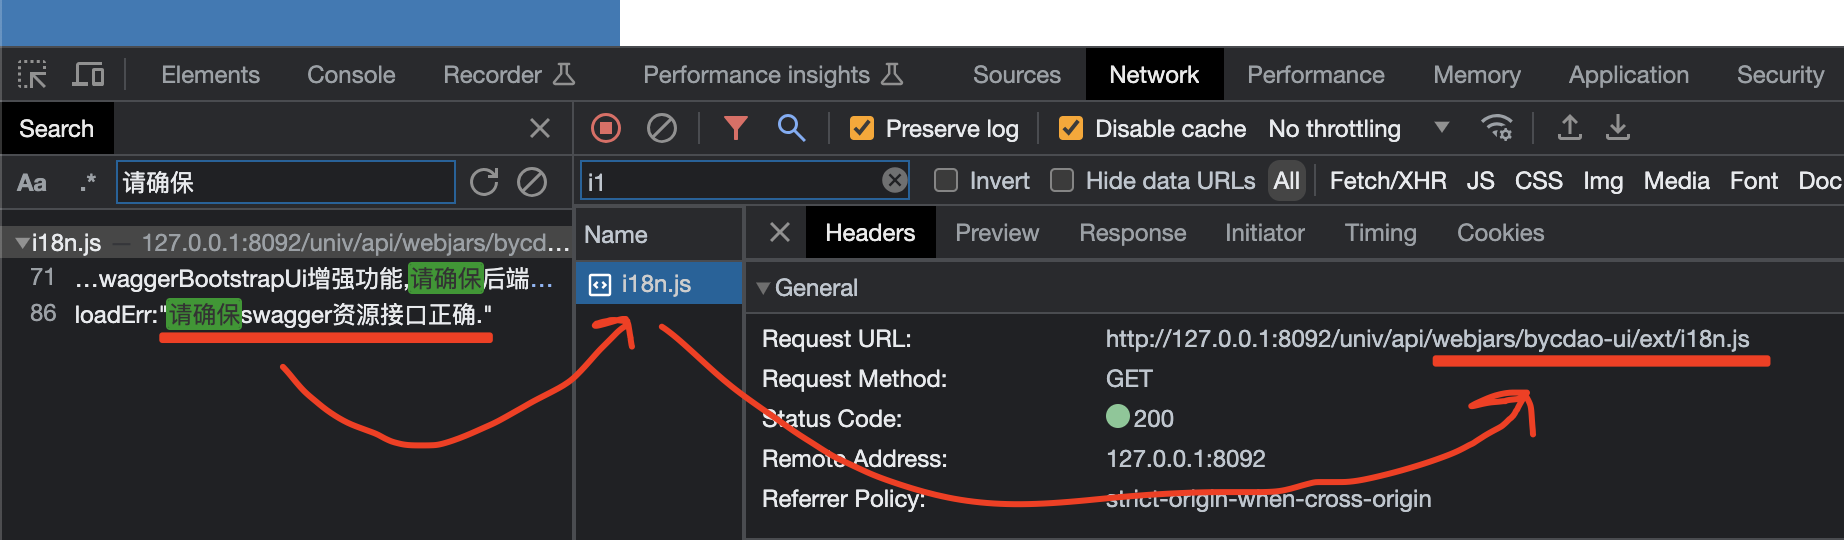 Elements Console Recorder Performance insights Sources Network Performance Memory Application Security
Search
Preserve log Disable cache No throttling
Aa .* 请确保
i1 Invert Hide data URLs All Fetch/XHR JS CSS Img Media Font Doc
i18n.js — 127.0.0.1:8092/univ/api/webjars/bycd...
71 ...waggerBootstrapUi增强功能,请确保后端...
86 loadErr:"请确保swagger资源接口正确."
Name
i18n.js
Headers Preview Response Initiator Timing Cookies
General
Request URL: http://127.0.0.1:8092/univ/api/webjars/bycdao-ui/ext/i18n.js
Request Method: GET
Status Code: 200
Remote Address: 127.0.0.1:8092
Referrer Policy: strict-origin-when-cross-origin